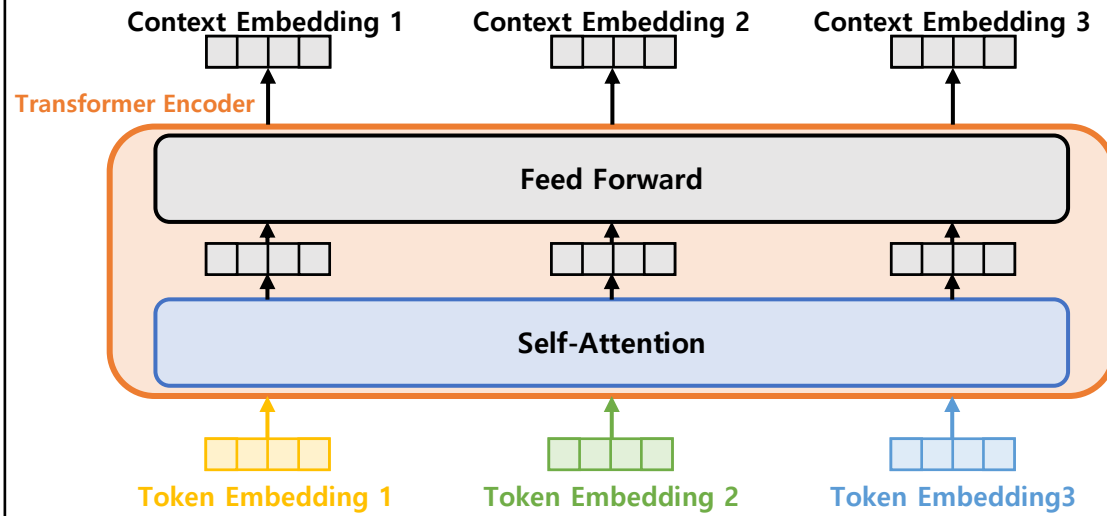 Context Embedding 1
Context Embedding 2
Context Embedding 3
Transformer Encoder
Feed Forward
Self-Attention
Token Embedding 1
Token Embedding 2
Token Embedding3